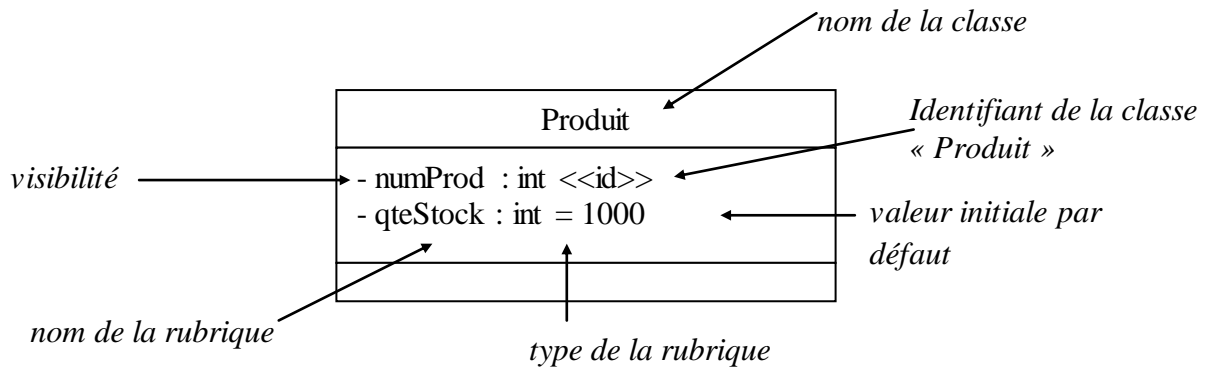 nom de la classe
Produit
Identifiant de la classe
« Produit »
visibilité
- numProd : int <<id>>
- qteStock : int = 1000
valeur initiale par
défaut
nom de la rubrique
type de la rubrique